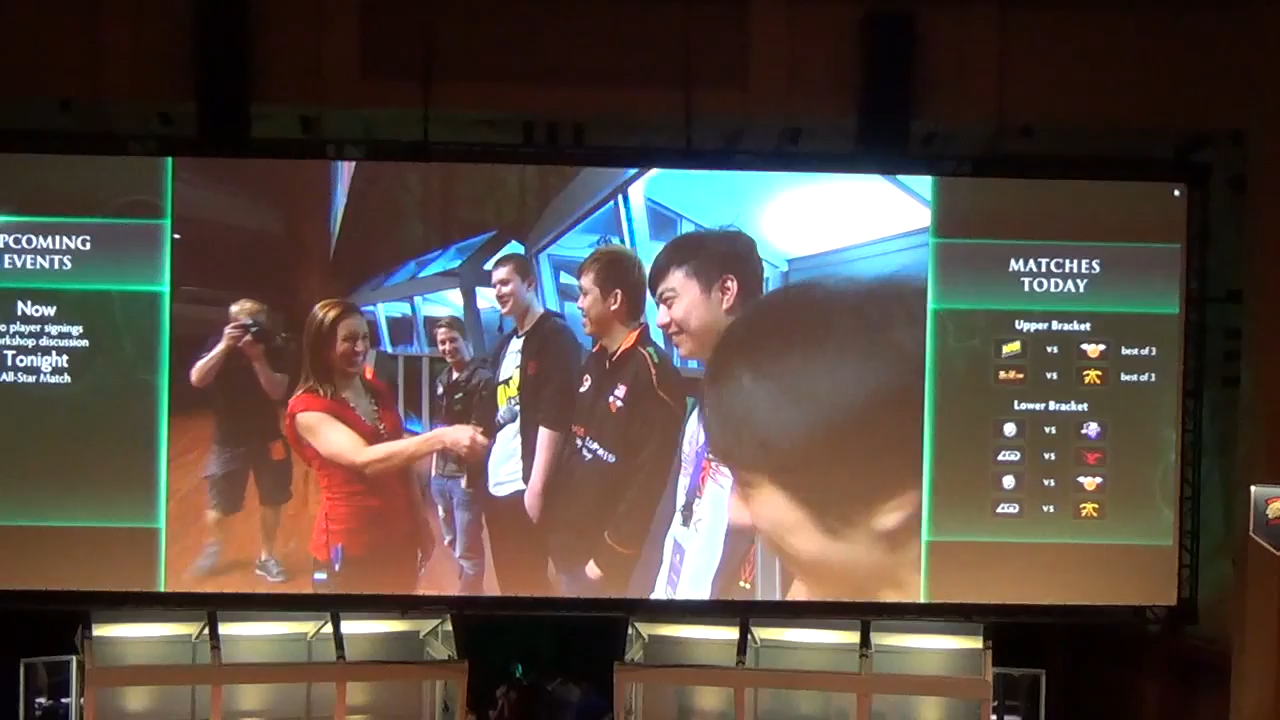 PCOMING
EVENTS
Now
o player signings
rkshop discussion
Tonight
All-Star Match
MATCHES
TODAY
Upper Bracket
vs
best of 3
vs
best of 3
Lower Bracket
vs
vs
vs
vs